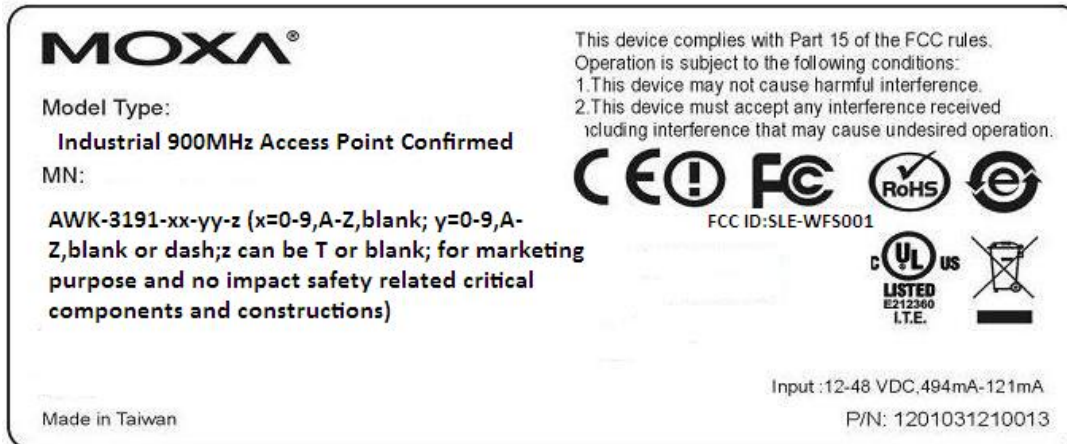 MOXA®
Model Type:
Industrial 900MHz Access Point Confirmed
MN:
AWK-3191-xx-yy-z (x=0-9,A-Z,blank; y=0-9,A-
Z,blank or dash;z can be T or blank; for marketing
purpose and no impact safety related critical
components and constructions)
Made in Taiwan
This device complies with Part 15 of the FCC rules.
Operation is subject to the following conditions:
1.This device may not cause harmful interference.
2.This device must accept any interference received
ncluding interference that may cause undesired operation.
CE FC RoHS e
FCC ID:SLE-WFS001
C UL US
LISTED
E212360
I.T.E.
Input :12-48 VDC,494mA-121mA
P/N: 1201031210013